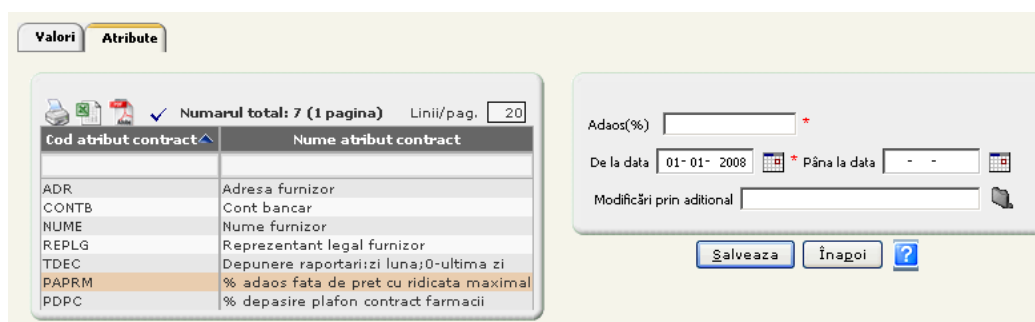 Valori Atribute
Numarul total: 7 (1 pagina) Linii/pag. 20
Cod atribut contract Nume atribut contract
ADR Adresa furnizor
CONTB Cont bancar
NUME Nume furnizor
REPLG Reprezentant legal furnizor
TDEC Depunere raportari:zi luna;0-ultima zi
PAPRM % adaos fata de pret cu ridicata maximal
PDPC % depasire plafon contract farmacii
Adaos(%) *
De la data 01- 01- 2008 * Pâna la data - -
Modificări prin aditional
Salveaza Înapoi ?